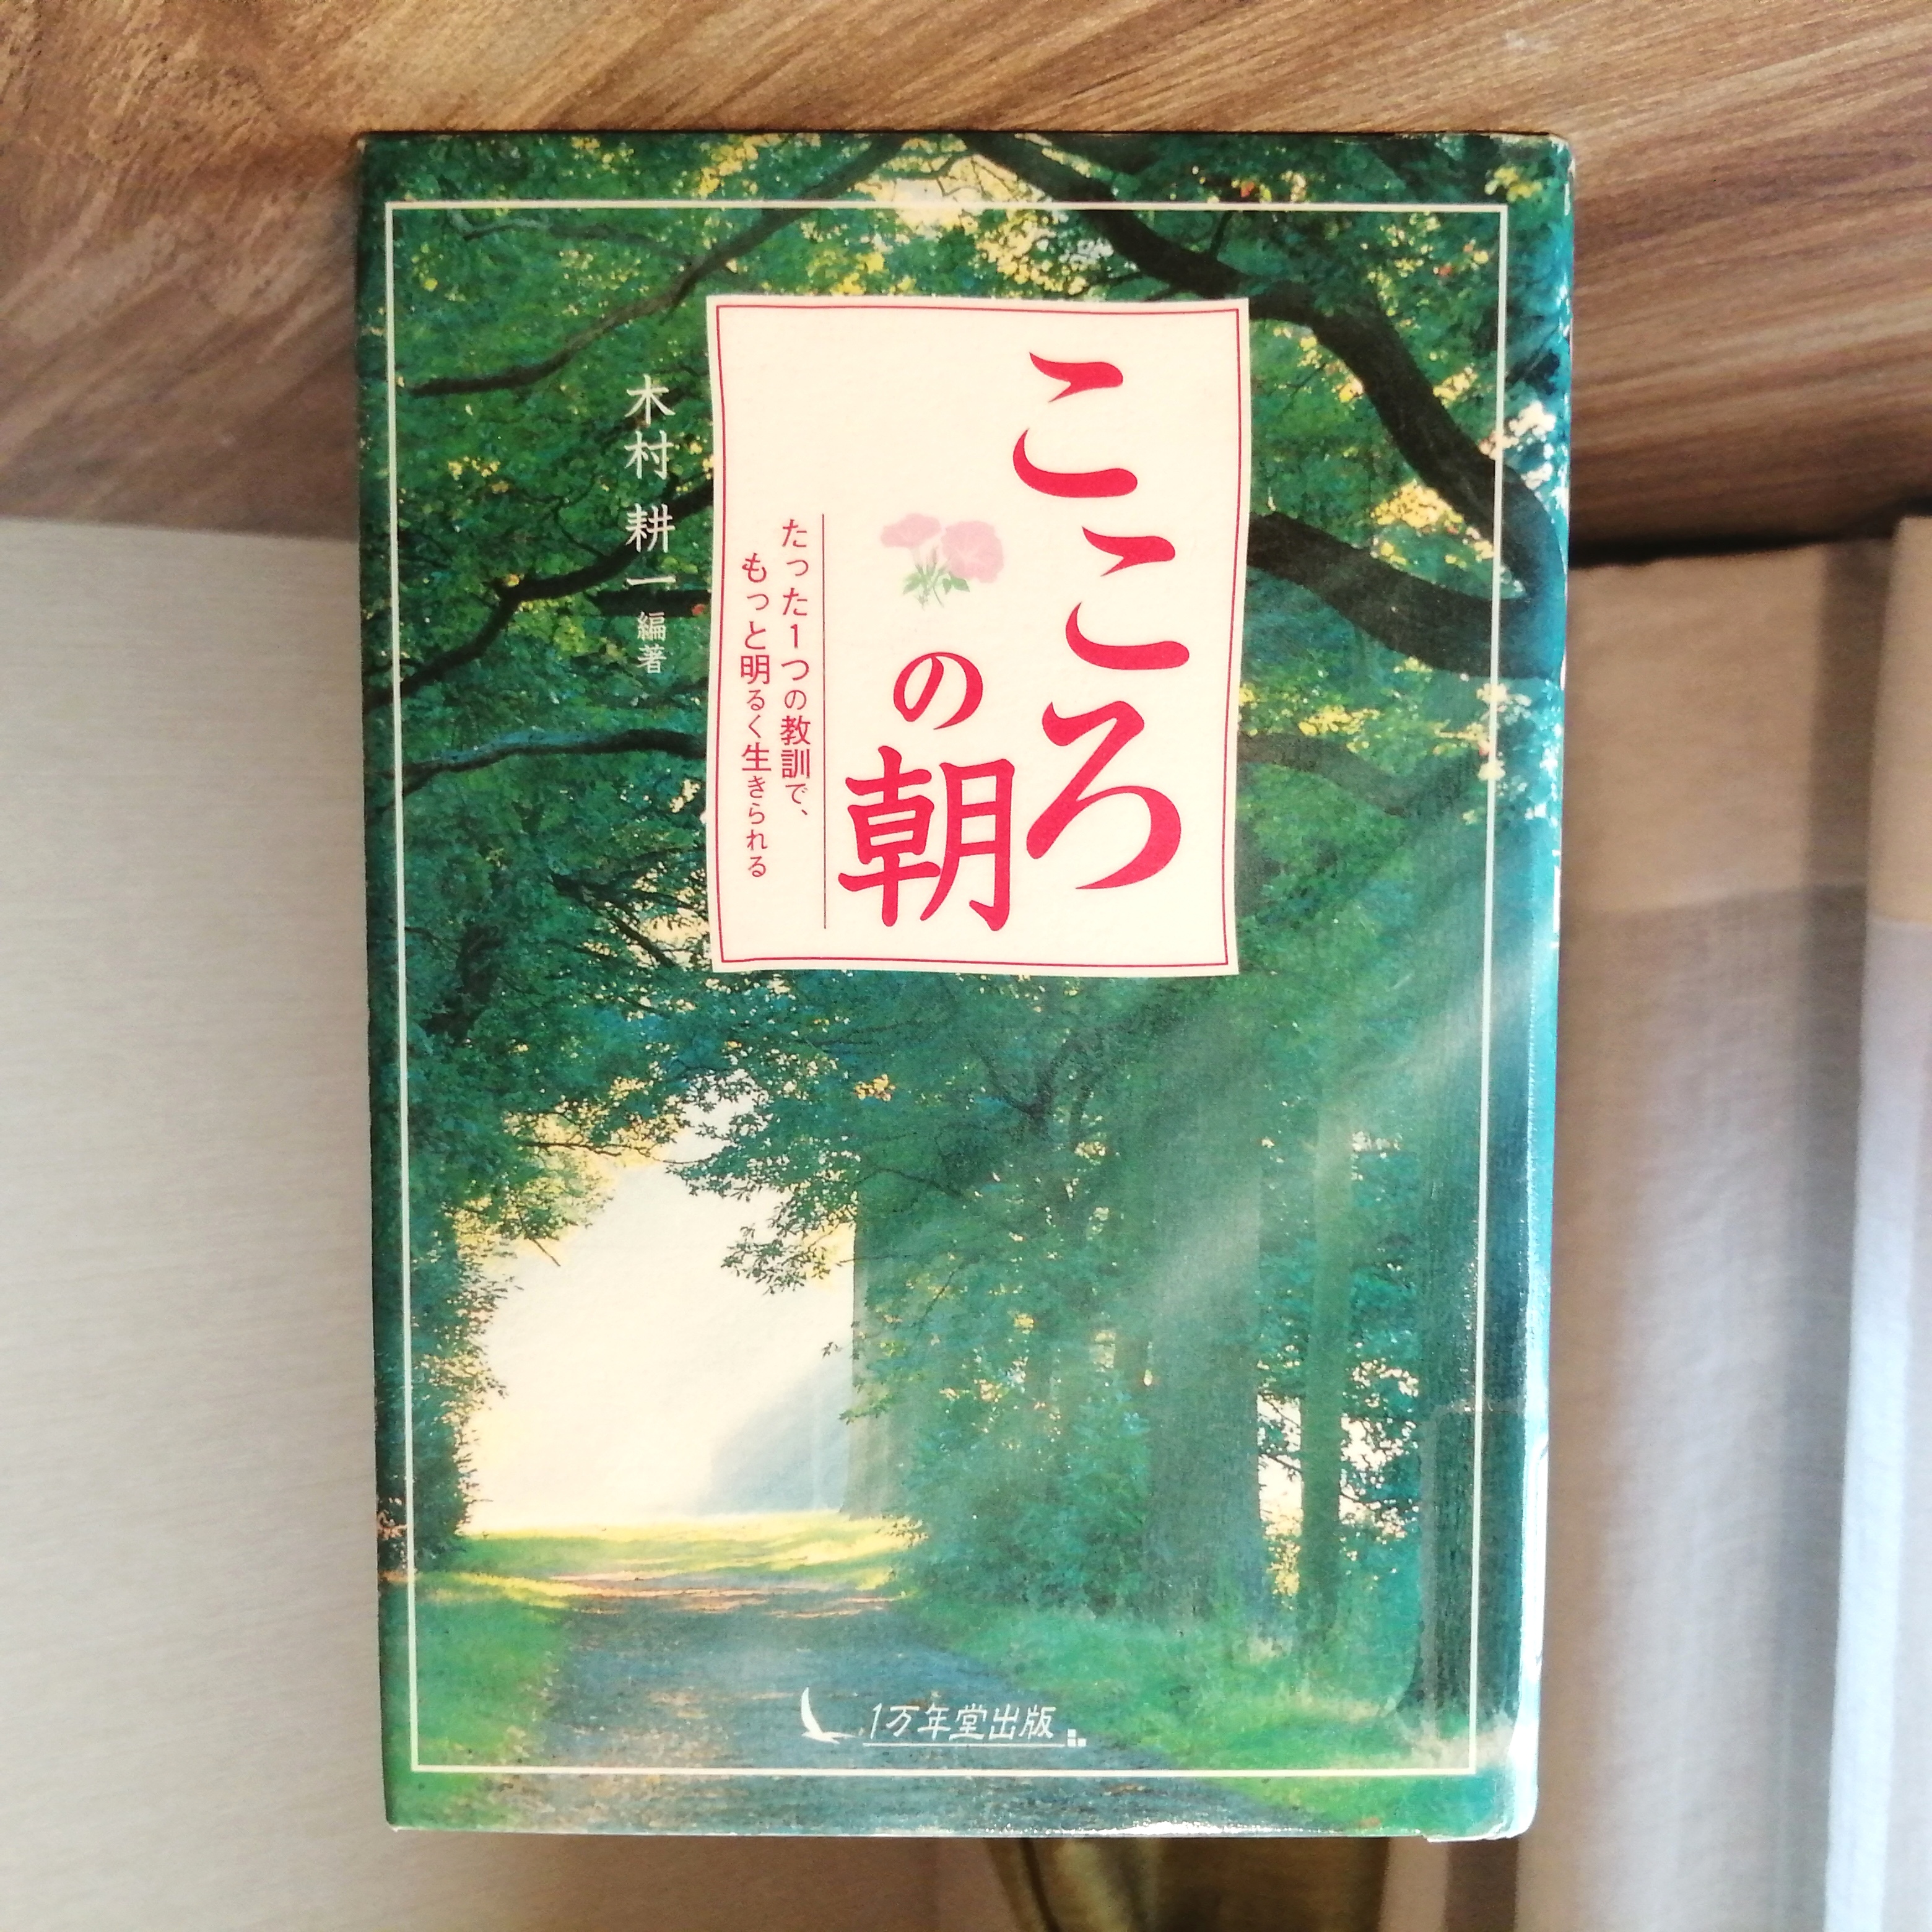 こころ
の朝
たった1つの教訓で、
もっと明るく生きられる
木村耕一 編著
1万年堂出版